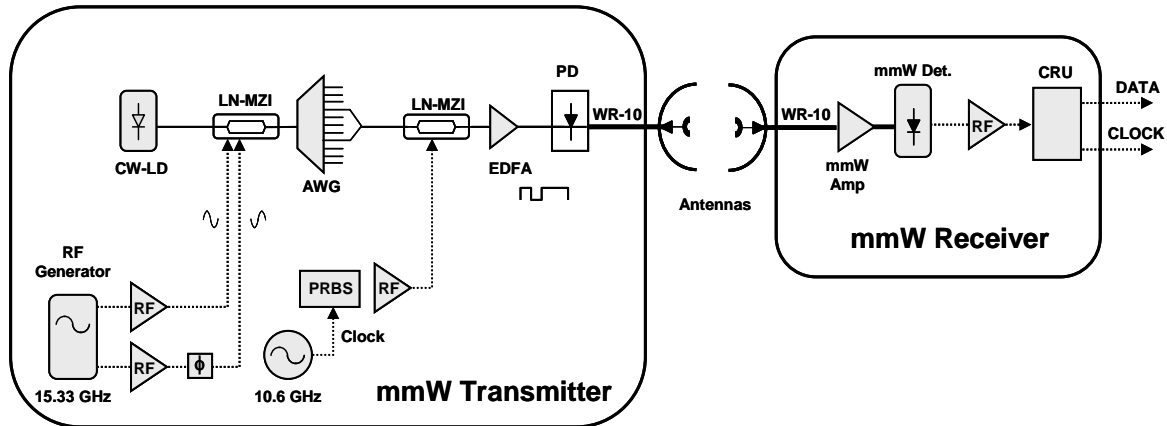 PD
mmW Det.
CRU
LN-MZI
LN-MZI
WR-10
WR-10
DATA
CLOCK
RF
CW-LD
AWG
EDFA
mmW
Amp
Antennas
mmW Receiver
RF
Generator
RF
RF
ϕ
15.33 GHz
PRBS
RF
Clock
10.6 GHz
mmW Transmitter